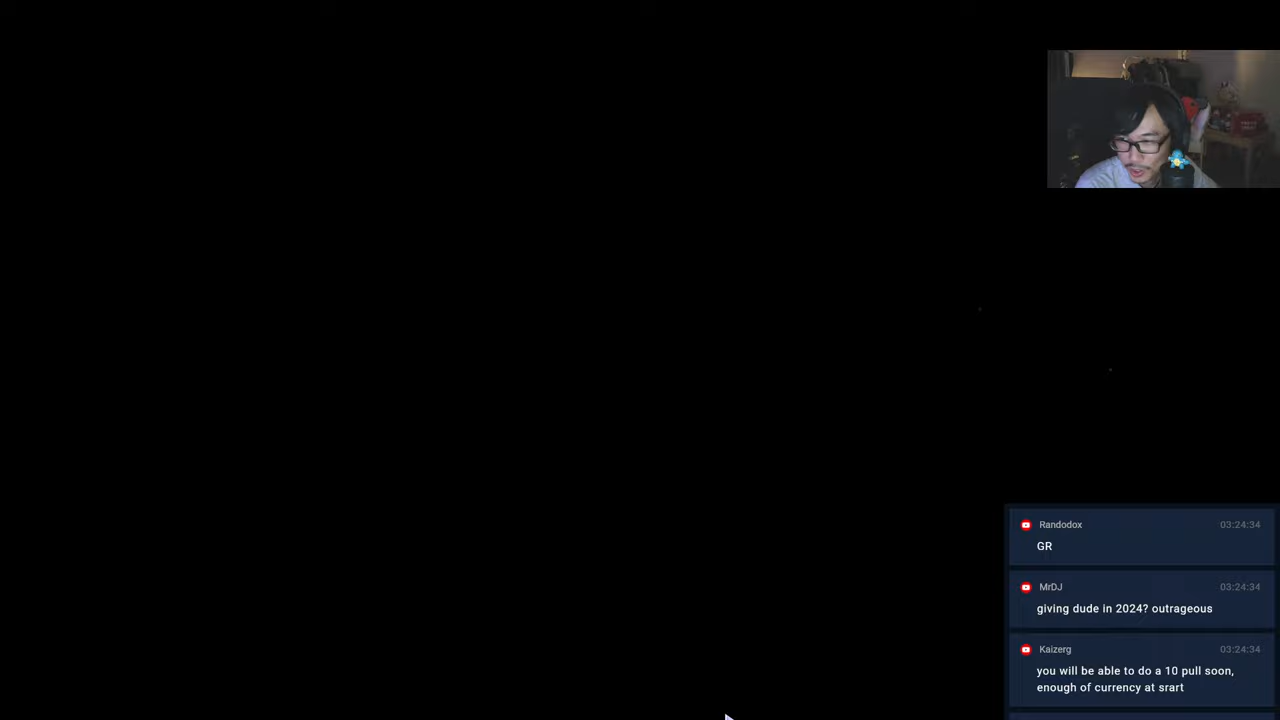 Randodox 03:24:34
GR
MrDJ 03:24:34
giving dude in 2024? outrageous
Kaizerg 03:24:34
you will be able to do a 10 pull soon,
enough of currency at srart